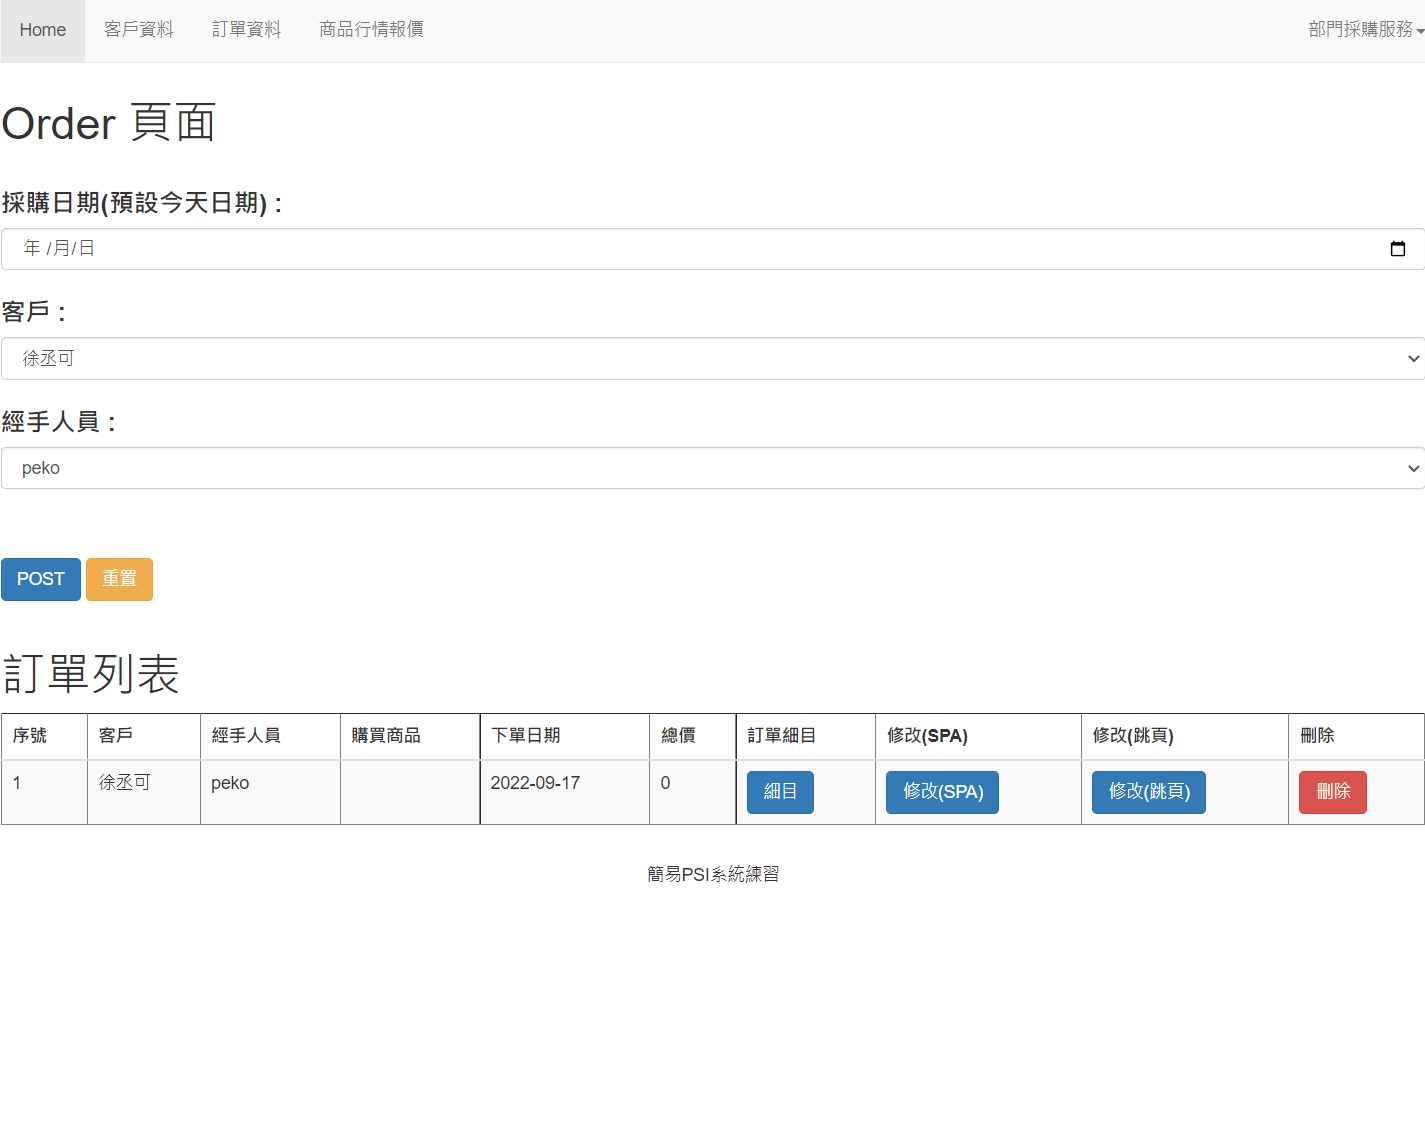 Home 客戶資料 訂單資料 商品行情報價 部門採購服務
Order 頁面
採購日期(預設今天日期) :
年 /月/日
客戶 :
徐丞可
經手人員 :
peko
POST 重置
訂單列表
序號 客戶 經手人員 購買商品 下單日期 總價 訂單細目 修改(SPA) 修改(跳頁) 刪除
1 徐丞可 peko 2022-09-17 0 細目 修改(SPA) 修改(跳頁) 刪除
簡易PSI系統練習